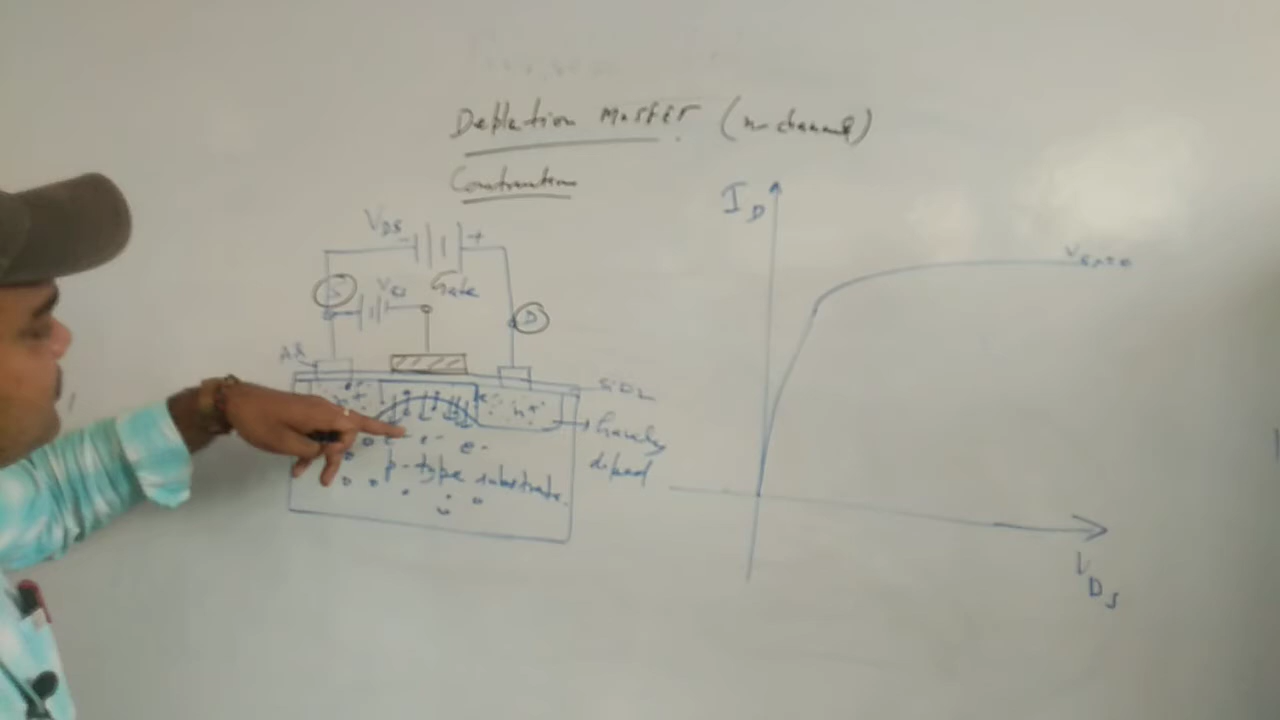 Depletion MOSFET (n-channel)
Construction
VDS
- +
S
VGS
Gate
D
Al
SiO2
n+
n+
Heavily
doped
e-
e-
p-type substrate
ID
VGS=0
VDS